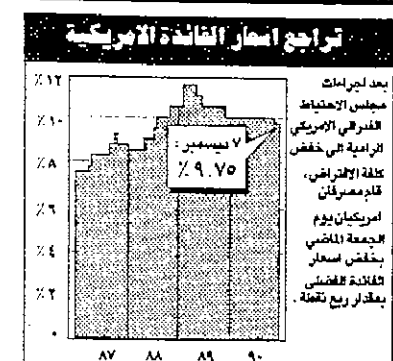 تراجع اسعار الفائدة الامريكية
بعد اجراءات
مجلس الاحتياط
الفدرالي الامريكي
الرامية الى خفض
كلفة الاقتراض،
قام مصرفان
امريكيان يوم
الجمعة الماضي
بخفض اسعار
الفائدة الفضلى
بمقدار ربع نقطة.
٪ ١٢
٪ ١٠
٪ ٨
٪ ٦
٪ ٤
٪ ٢
٠
٧ ديسمبر:
٪ ٩.٧٥
٨٧ ٨٨ ٨٩ ٩٠